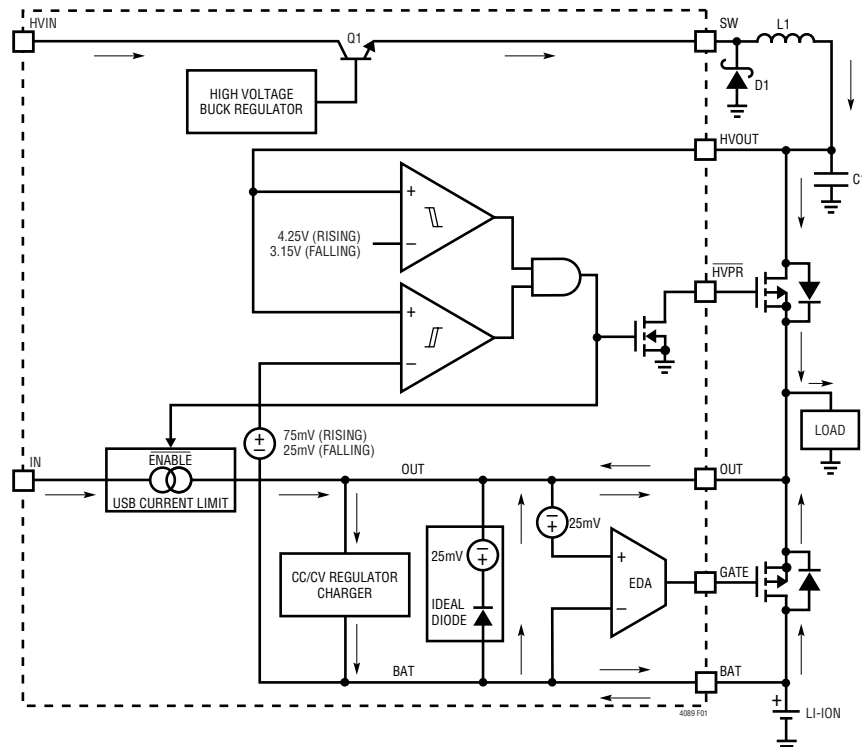 HVIN
Q1
SW
L1
D1
HIGH VOLTAGE
BUCK REGULATOR
HVOUT
C1
+
4.25V (RISING)
3.15V (FALLING)
–
HVPR
+
–
LOAD
+
–
75mV (RISING)
25mV (FALLING)
IN
ENABLE
USB CURRENT LIMIT
OUT
OUT
–
+
25mV
–
+
25mV
+
EDA
–
GATE
CC/CV REGULATOR
CHARGER
IDEAL
DIODE
BAT
BAT
4089 F01
+
LI-ION